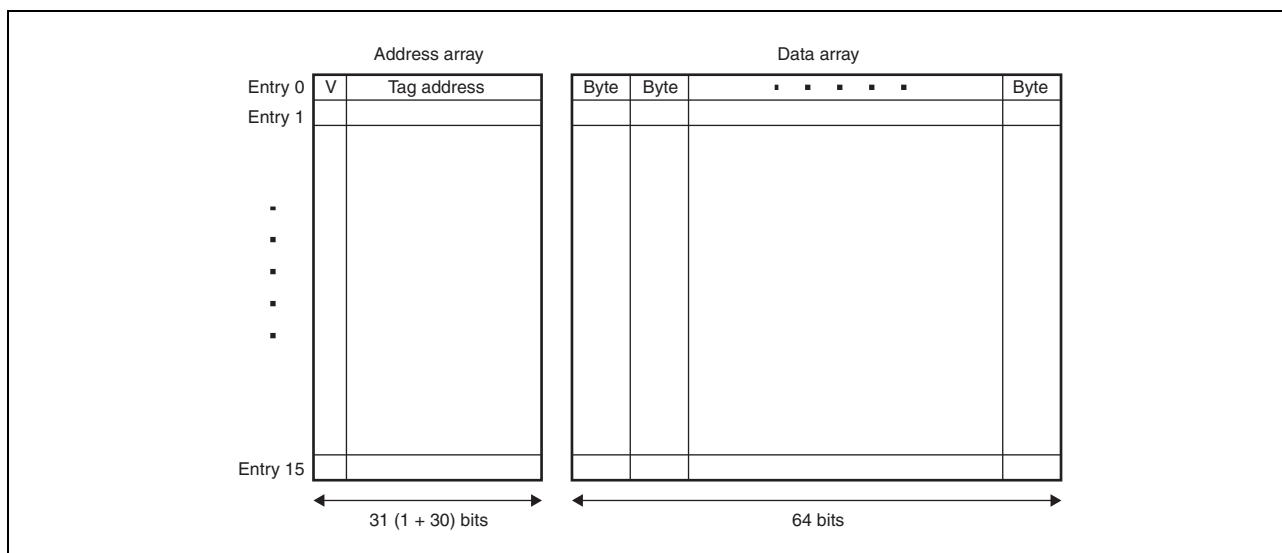 Address array
Data array
Entry 0
V
Tag address
Byte
Byte
Byte
Entry 1
Entry 15
31 (1 + 30) bits
64 bits